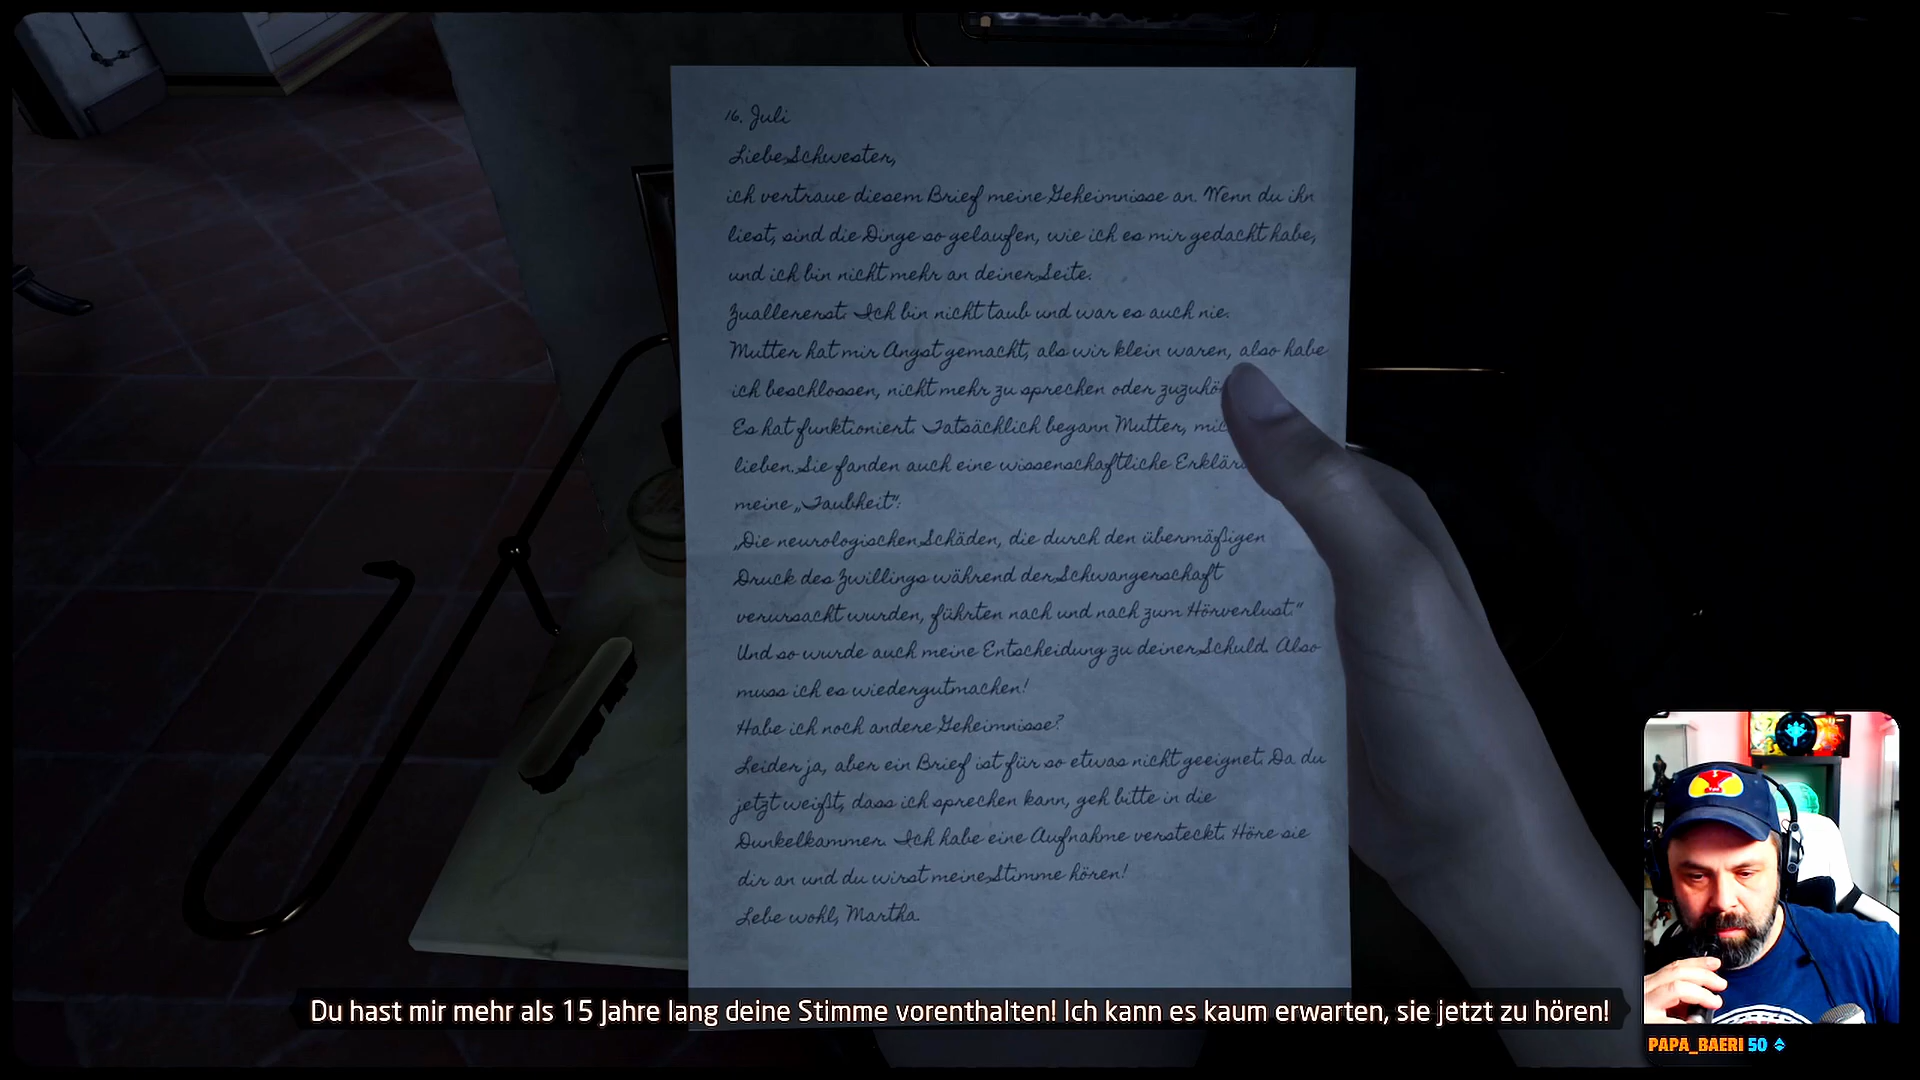 16. Juli
Liebe Schwester,
ich vertraue diesem Brief meine Geheimnisse an. Wenn du ihn
liest, sind die Dinge so gelaufen, wie ich es mir gedacht habe,
und ich bin nicht mehr an deiner Seite.
Zuallererst: Ich bin nicht taub und war es auch nie.
Mutter hat mir Angst gemacht, als wir klein waren, also habe
ich beschlossen, nicht mehr zu sprechen oder
Es hat funktioniert. Tatsächlich begann Mutter,
lieben. Sie fanden auch eine wissenschaftliche
meine „Taubheit":
„Die neurologischen Schäden, die durch den übermäßigen
Druck des Zwillings während der Schwangerschaft
verursacht wurden, führten nach und nach zum Hörverlust."
Und so wurde auch meine Entscheidung zu deiner Schuld. Also
muss ich es wiedergutmachen!
Habe ich noch andere Geheimnisse?
Leider ja, aber ein Brief ist für so etwas nicht geeignet. Da du
jetzt weißt, dass ich sprechen kann, geh bitte in die
Dunkelkammer. Ich habe eine Aufnahme versteckt. Höre sie
dir an und du wirst meine Stimme hören!
Lebe wohl, Martha.
Du hast mir mehr als 15 Jahre lang deine Stimme vorenthalten! Ich kann es kaum erwarten, sie jetzt zu hören!
PAPA_BAERI 50